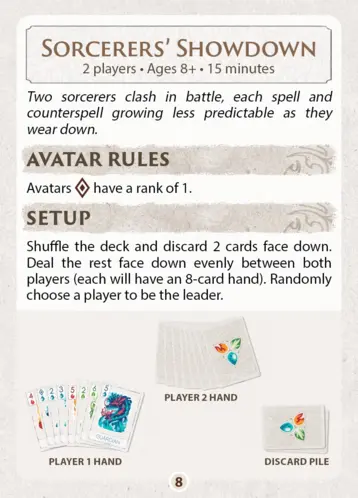 SORCERERS' SHOWDOWN
2 players • Ages 8+ • 15 minutes
Two sorcerers clash in battle, each spell and
counterspell growing less predictable as they
wear down.
AVATAR RULES
Avatars have a rank of 1.
SETUP
Shuffle the deck and discard 2 cards face down.
Deal the rest face down evenly between both
players (each will have an 8-card hand). Randomly
choose a player to be the leader.
PLAYER 2 HAND
GUARDIAN
PLAYER 1 HAND
DISCARD PILE
8